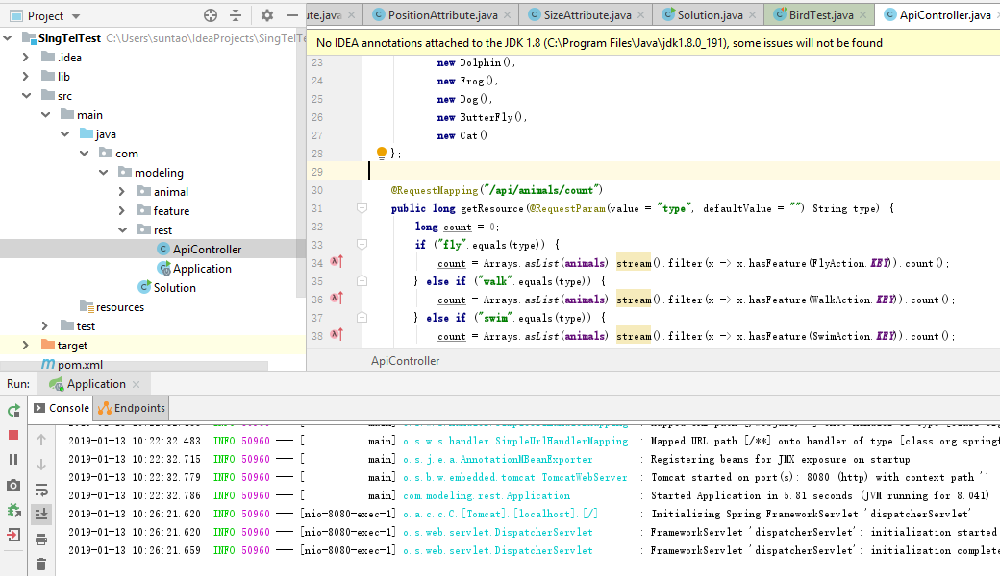 Project
ute.java
PositionAttribute.java
SizeAttribute.java
Solution.java
BirdTest.java
ApiController.java
SingTelTest C:\Users\suntao\IdeaProjects\SingTelTe
.idea
lib
src
main
java
com
modeling
animal
feature
rest
ApiController
Application
Solution
resources
test
target
pom.xml
No IDEA annotations attached to the JDK 1.8 (C:\Program Files\Java\jdk1.8.0_191), some issues will not be found
23 new Dolphin(),
24 new Frog(),
25 new Dog(),
26 new ButterFly(),
27 new Cat()
28 };
29
30 @RequestMapping("/api/animals/count")
31 public long getResource(@RequestParam(value = "type", defaultValue = "") String type) {
32 long count = 0;
33 if ("fly".equals(type)) {
34 count = Arrays.asList(animals).stream().filter(x -> x.hasFeature(FlyAction.KEY)).count();
35 } else if ("walk".equals(type)) {
36 count = Arrays.asList(animals).stream().filter(x -> x.hasFeature(WalkAction.KEY)).count();
37 } else if ("swim".equals(type)) {
38 count = Arrays.asList(animals).stream().filter(x -> x.hasFeature(SwimAction.KEY)).count();
ApiController
Run: Application
Console Endpoints
2019-01-13 10:22:32.483 INFO 50960 --- [ main] o.s.w.s.handler.SimpleUrlHandlerMapping : Mapped URL path [/**] onto handler of type [class org.springf
2019-01-13 10:22:32.715 INFO 50960 --- [ main] o.s.j.e.a.AnnotationMBeanExporter : Registering beans for JMX exposure on startup
2019-01-13 10:22:32.779 INFO 50960 --- [ main] o.s.b.w.embedded.tomcat.TomcatWebServer : Tomcat started on port(s): 8080 (http) with context path ''
2019-01-13 10:22:32.786 INFO 50960 --- [ main] com.modeling.rest.Application : Started Application in 5.81 seconds (JVM running for 8.041)
2019-01-13 10:26:21.620 INFO 50960 --- [nio-8080-exec-1] o.a.c.c.C.[Tomcat].[localhost].[/] : Initializing Spring FrameworkServlet 'dispatcherServlet'
2019-01-13 10:26:21.620 INFO 50960 --- [nio-8080-exec-1] o.s.web.servlet.DispatcherServlet : FrameworkServlet 'dispatcherServlet': initialization started
2019-01-13 10:26:21.659 INFO 50960 --- [nio-8080-exec-1] o.s.web.servlet.DispatcherServlet : FrameworkServlet 'dispatcherServlet': initialization complete